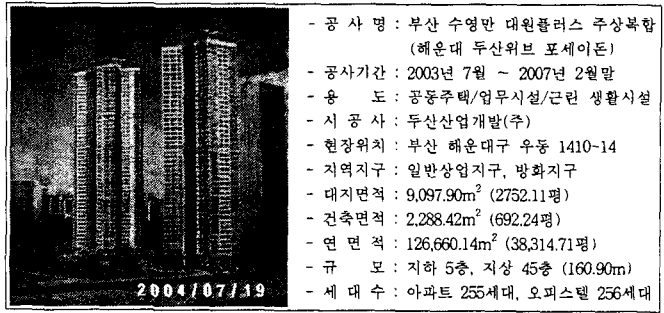 - 공 사 명 : 부산 수영만 대원플러스 주상복합
(해운대 두산위브 포세이돈)
- 공사기간 : 2003년 7월 ~ 2007년 2월말
- 용 도 : 공동주택/업무시설/근린 생활시설
- 시 공 사 : 두산산업개발(주)
- 현장위치 : 부산 해운대구 우동 1410-14
- 지역지구 : 일반상업지구, 방화지구
- 대지면적 : 9,097.90m² (2752.11평)
- 건축면적 : 2,288.42m² (692.24평)
- 연 면 적 : 126,660.14m² (38,314.71평)
- 규 모 : 지하 5층, 지상 45층 (160.90m)
- 세 대 수 : 아파트 255세대, 오피스텔 256세대
2004/07/19